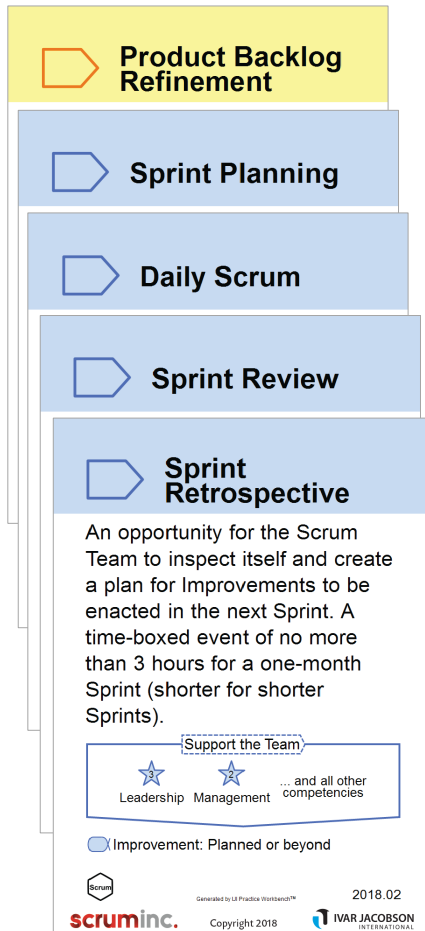 Product Backlog
Refinement
Sprint Planning
Daily Scrum
Sprint Review
Sprint
Retrospective
An opportunity for the Scrum
Team to inspect itself and create
a plan for Improvements to be
enacted in the next Sprint. A
time-boxed event of no more
than 3 hours for a one-month
Sprint (shorter for shorter
Sprints).
Support the Team
3
2
... and all other
competencies
Leadership Management
Improvement: Planned or beyond
Scrum
Generated by IJI Practice Workbench™
2018.02
scruminc.
Copyright 2018
IVAR JACOBSON
INTERNATIONAL